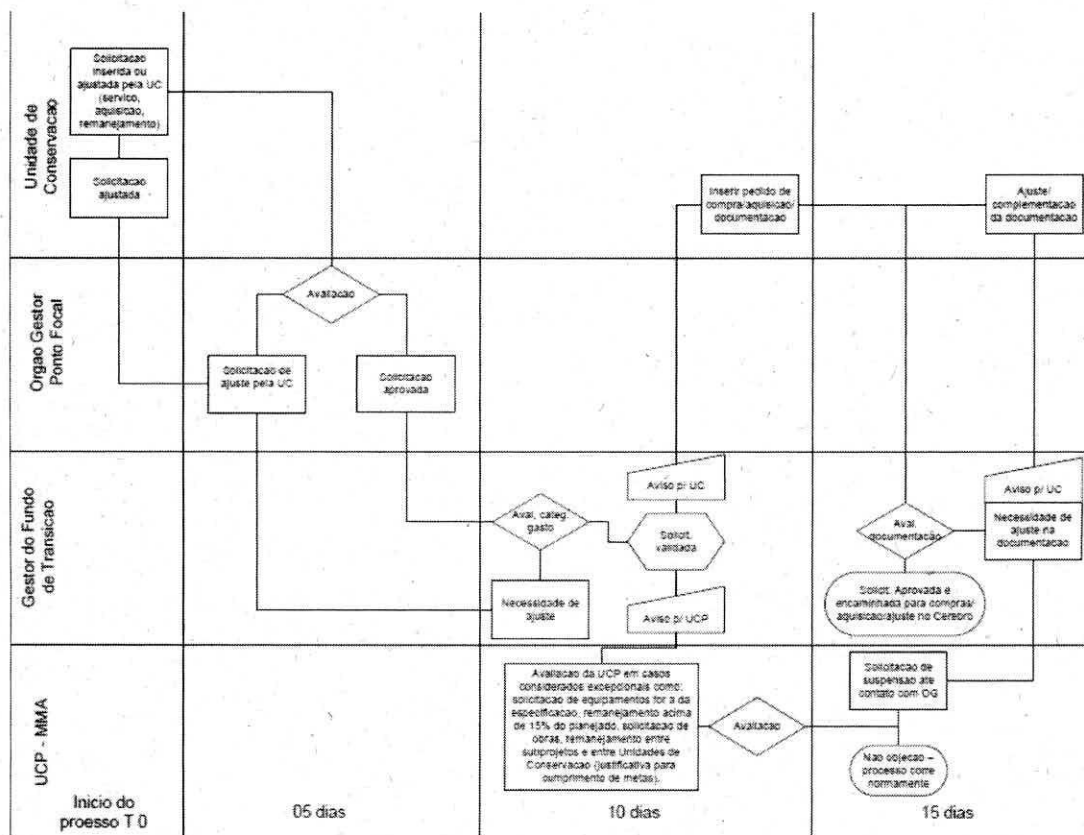 Unidade de
Conservacao
Solicitacao
inserida ou
ajustada pela UC
(servico,
aquisicao,
remanejamento)
Solicitacao
ajustada
Inserir pedido de
compra/aquisicao/
documentacao
Ajuste/
complementacao
da documentacao
Orgao Gestor
Ponto Focal
Avaliacao
Solicitacao de
ajuste pela UC
Solicitacao
aprovada
Gestor do Fundo
de Transicao
Aval, categ.
gasto
Necessidade de
ajuste
Aviso p/ UC
Solicit.
validada
Aviso p/ UCP
Aval.
documentacão
Aviso p/ UC
Necessidade de
ajuste na
documentacao
Solicit. Aprovada e
encaminhada para compras/
aquisicao/ajuste no Cerebro
UCP - MMA
Avaliacao da UCP em casos
considerados excepcionais como:
solicitacao de equipamentos for a da
especificacao, remanejamento acima
de 15% do planejado, solicitacao de
obras, remanejamento entre
subprojetos e entre Unidades de
Conservacao (justificativa para
cumprimento de metas).
Avaliacao
Solicitacao de
suspensao ate
contato com OG
Nao objecao –
processo corre
normamente
Inicio do
proesso T 0
05 dias
10 dias
15 dias